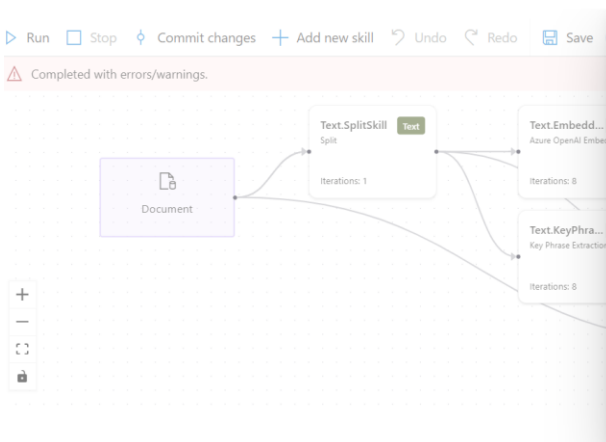 Run Stop Commit changes Add new skill Undo Redo Save
Completed with errors/warnings.
Text.SplitSkill Text
Split
Iterations: 1
Document
Text.Embedd...
Azure OpenAI Embe
Iterations: 8
Text.KeyPhra...
Key Phrase Extraction
Iterations: 8